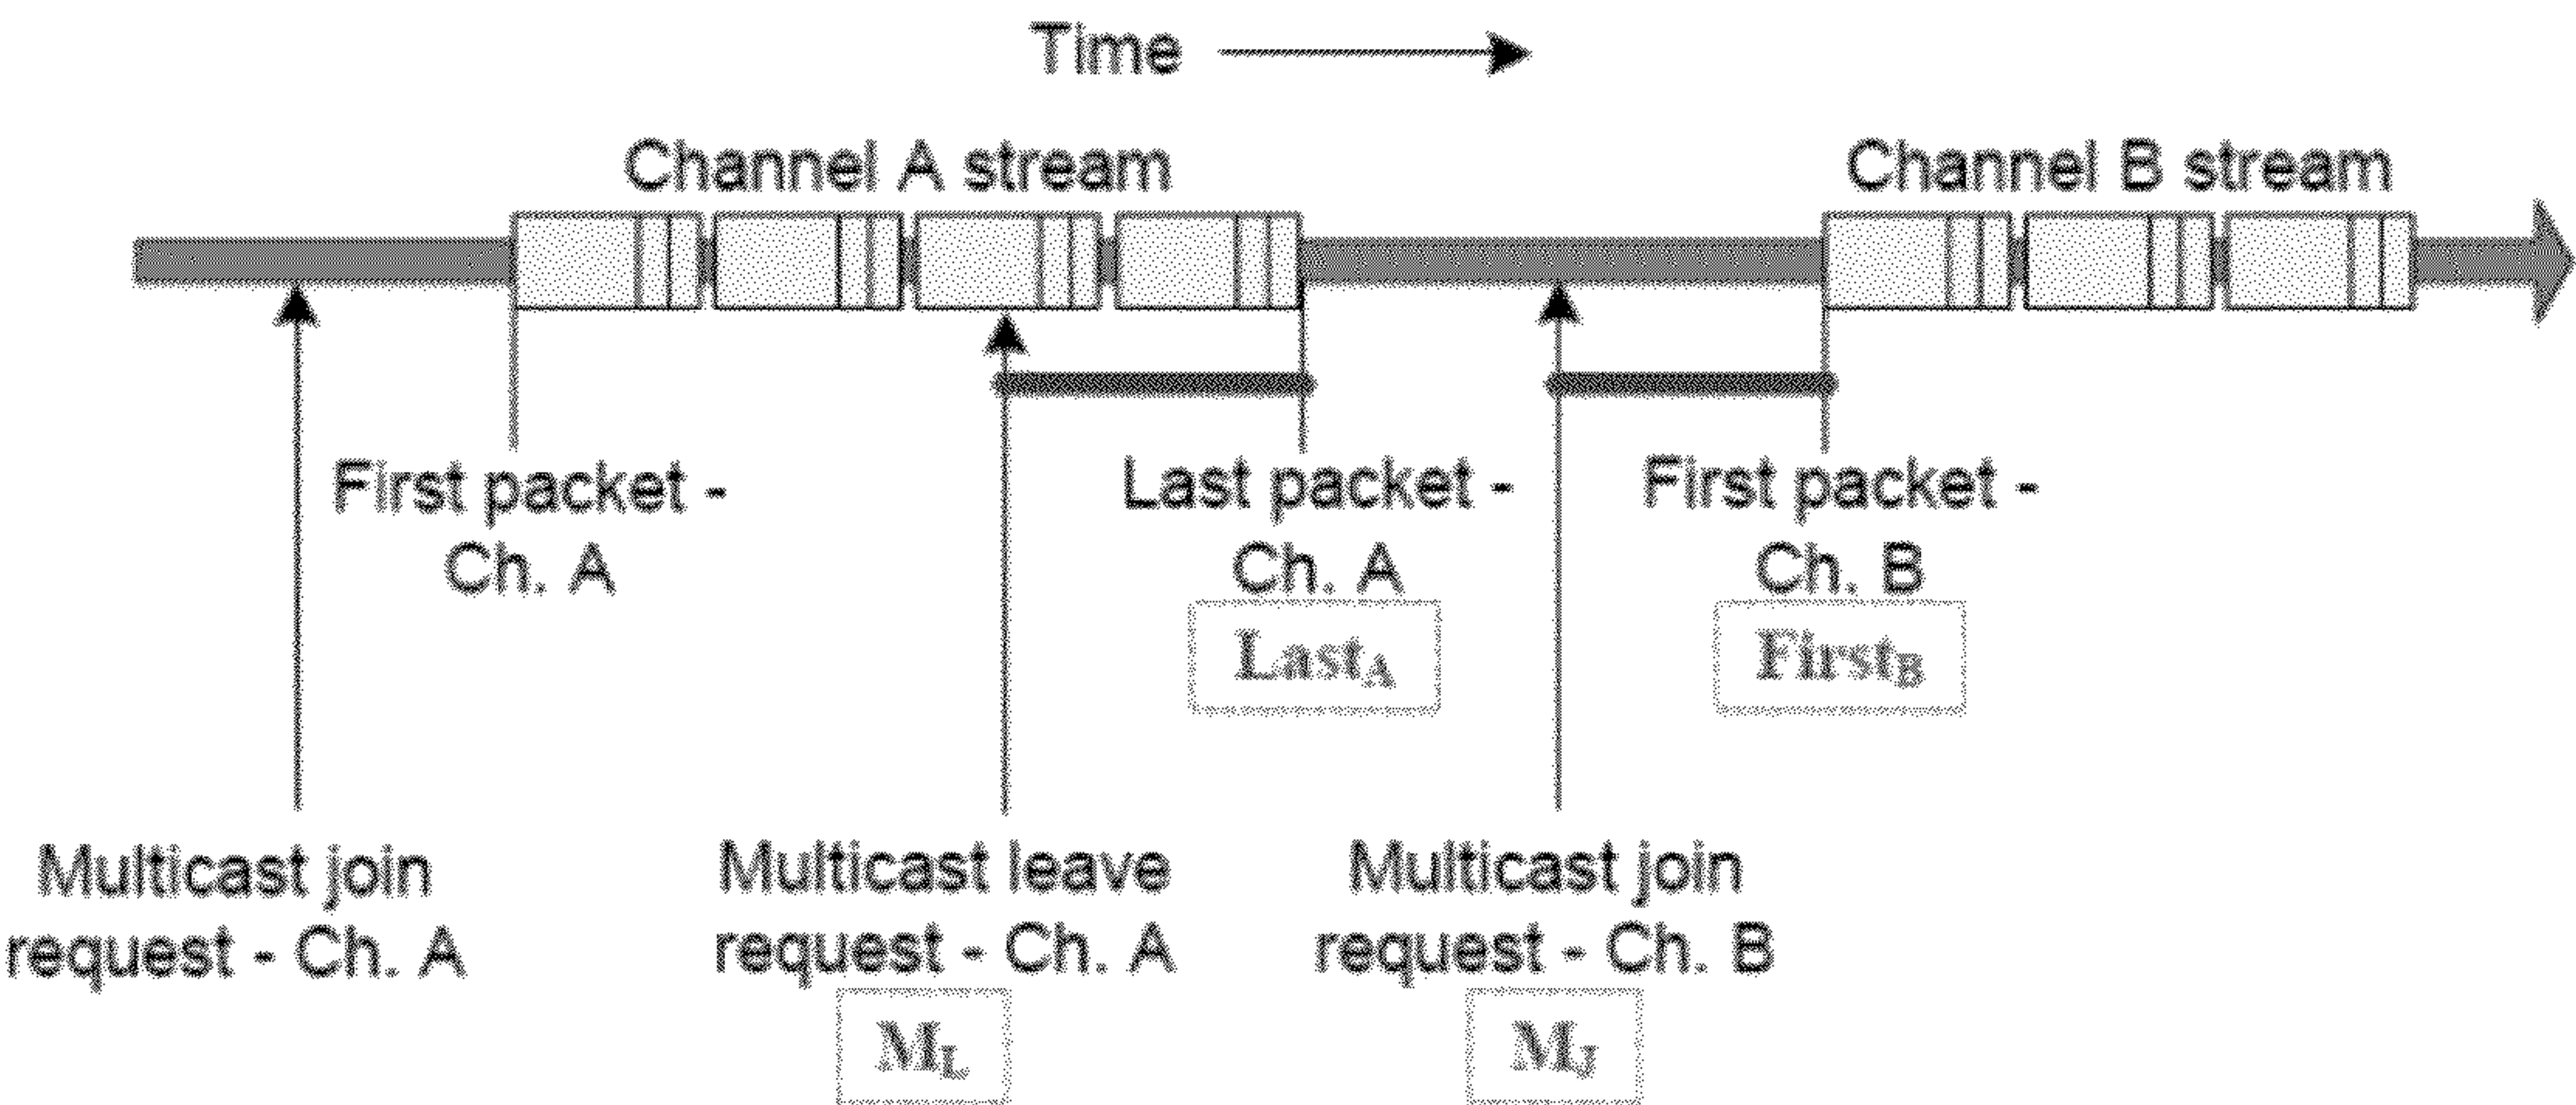 Time
Channel A stream
Channel B stream
First packet -
Ch. A
Last packet -
Ch. A
LastA
First packet -
Ch. B
FirstB
Multicast join
request - Ch. A
Multicast leave
request - Ch. A
ML
Multicast join
request - Ch. B
MJ